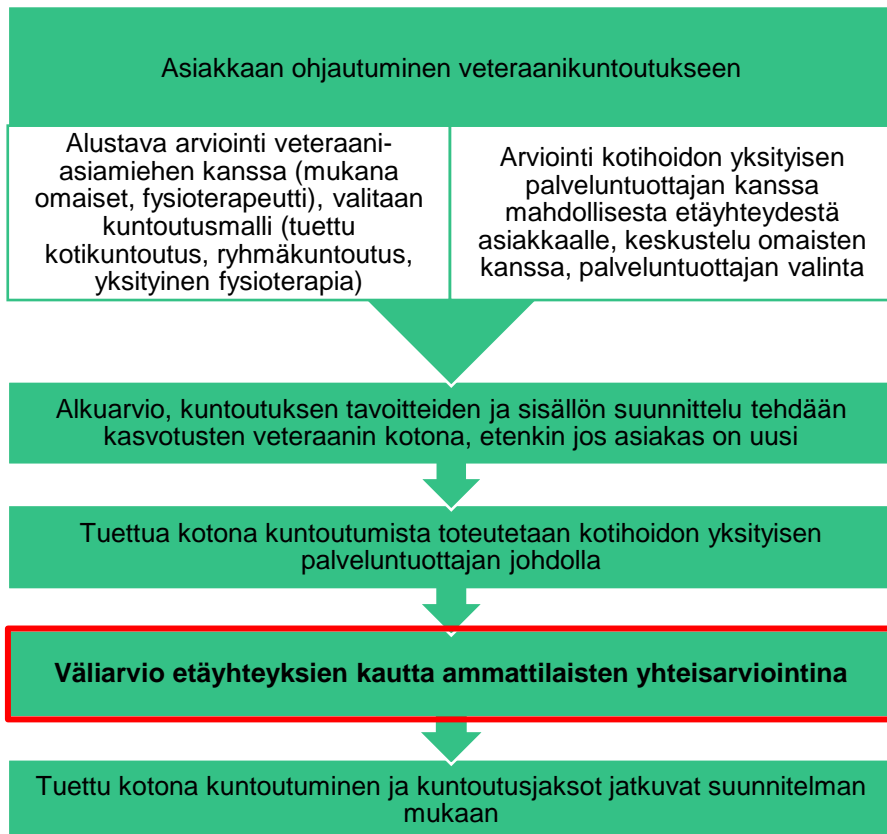 Asiakkaan ohjautuminen veteraanikuntoutukseen
Alustava arviointi veteraani-
asiamiehen kanssa (mukana
omaiset, fysioterapeutti), valitaan
kuntoutusmalli (tuettu
kotikuntoutus, ryhmäkuntoutus,
yksityinen fysioterapia)
Arviointi kotihoidon yksityisen
palveluntuottajan kanssa
mahdollisesta etäyhteydestä
asiakkaalle, keskustelu omaisten
kanssa, palveluntuottajan valinta
Alkuarvio, kuntoutuksen tavoitteiden ja sisällön suunnittelu tehdään
kasvotusten veteraanin kotona, etenkin jos asiakas on uusi
Tuettua kotona kuntoutumista toteutetaan kotihoidon yksityisen
palveluntuottajan johdolla
Väliarvio etäyhteyksien kautta ammattilaisten yhteisarviointina
Tuettu kotona kuntoutuminen ja kuntoutusjaksot jatkuvat suunnitelman
mukaan